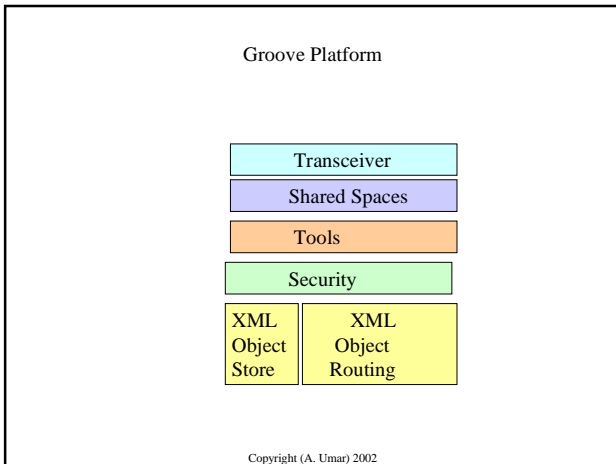 Groove Platform
Transceiver
Shared Spaces
Tools
Security
XML
Object
Store
XML
Object
Routing
Copyright (A. Umar) 2002